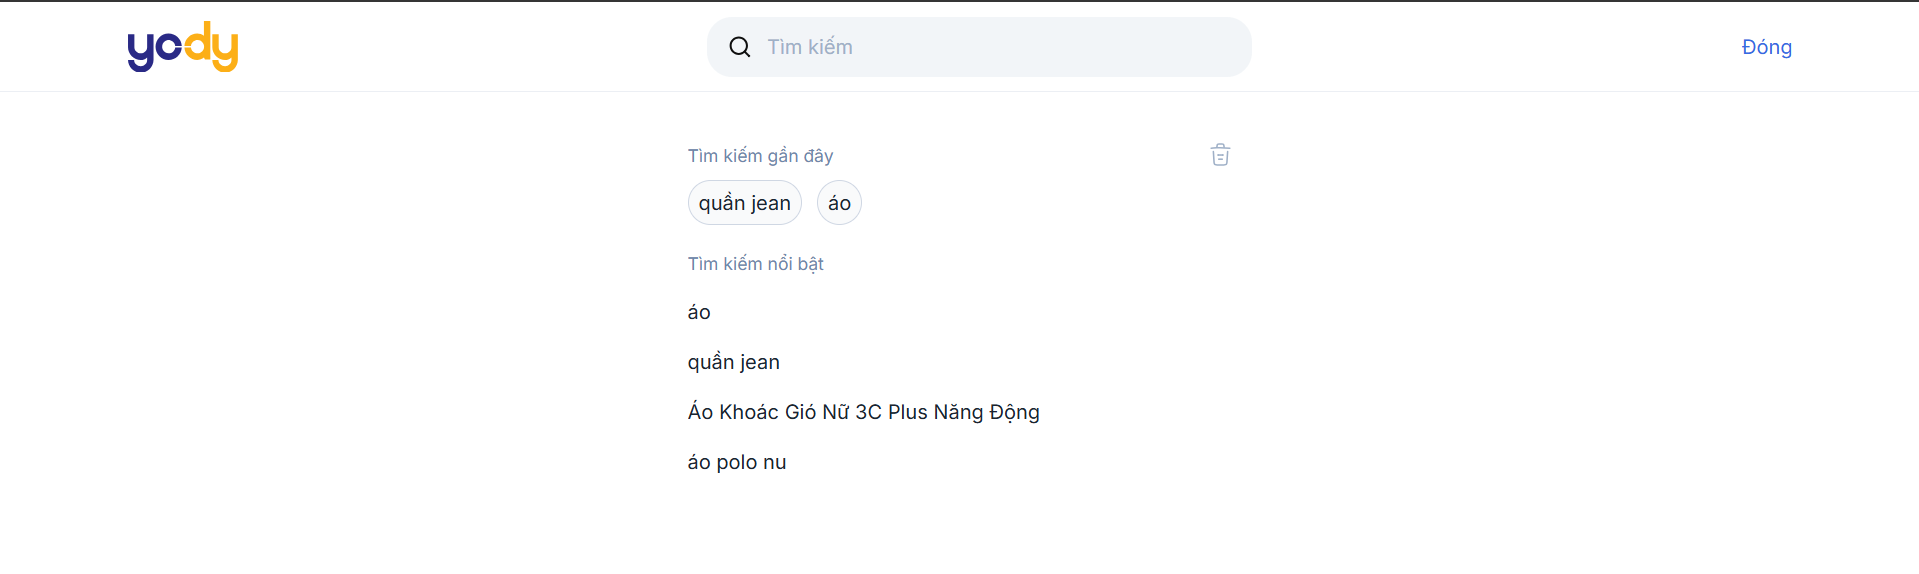 yody
Tìm kiếm
Đóng
Tìm kiếm gần đây
quần jean
áo
Tìm kiếm nổi bật
áo
quần jean
Áo Khoác Gió Nữ 3C Plus Năng Động
áo polo nu